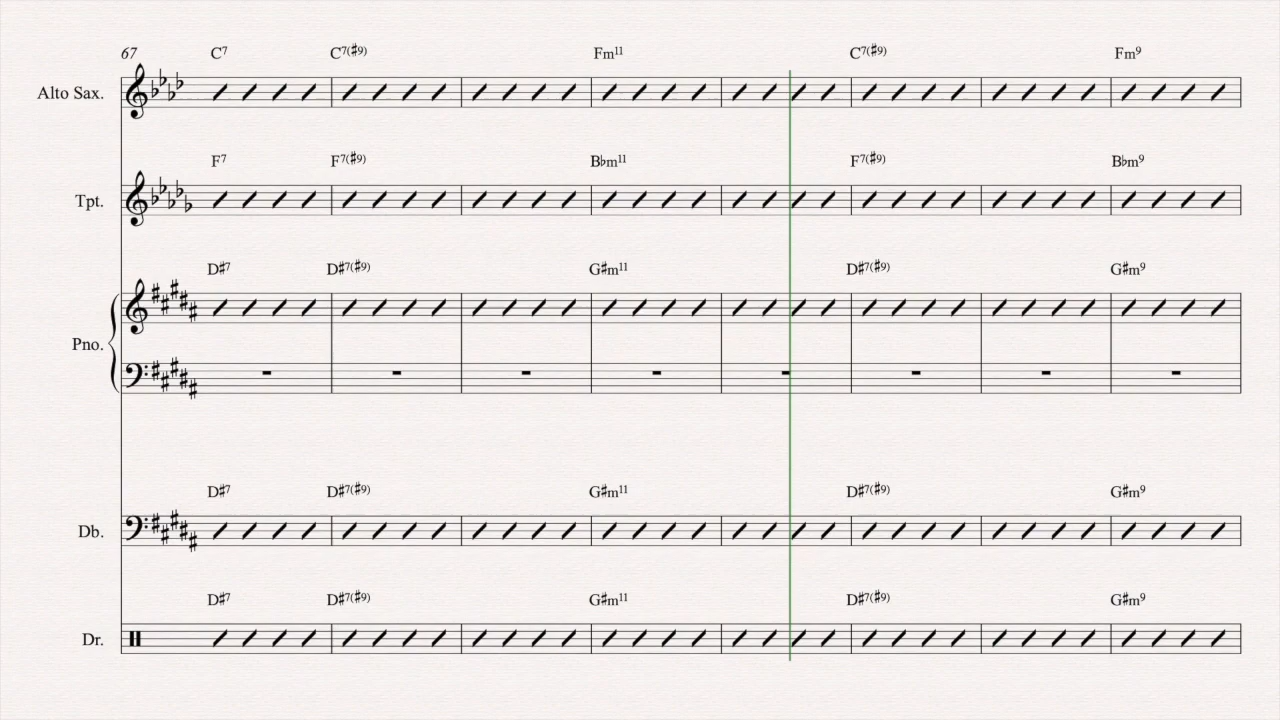 67 C7 C7(♯9) Fm11 C7(♯9) Fm9
Alto Sax.
F7 F7(♯9) B♭m11 F7(♯9) B♭m9
Tpt.
D♯7 D♯7(♯9) G♯m11 D♯7(♯9) G♯m9
Pno.
D♯7 D♯7(♯9) G♯m11 D♯7(♯9) G♯m9
Db.
D♯7 D♯7(♯9) G♯m11 D♯7(♯9) G♯m9
Dr.